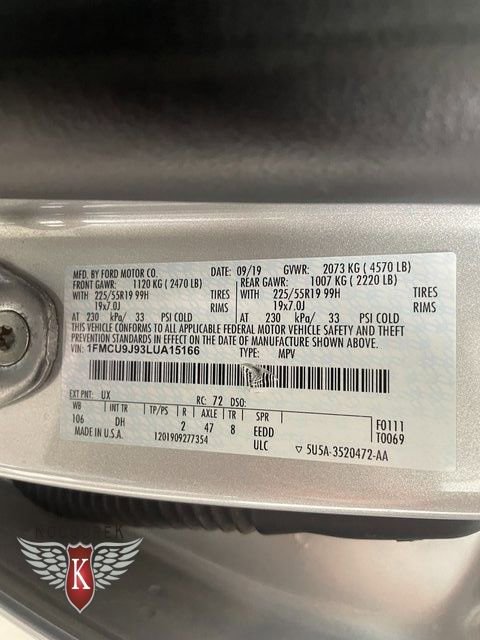 MFD. BY FORD MOTOR CO. DATE: 09/19 GVWR: 2073 KG ( 4570 LB)
FRONT GAWR: 1120 KG ( 2470 LB) REAR GAWR: 1007 KG ( 2220 LB)
WITH 225/55R19 99H TIRES WITH 225/55R19 99H TIRES
19x7.0J RIMS 19x7.0J RIMS
AT 230 kPa/ 33 PSI COLD AT 230 kPa/ 33 PSI COLD
THIS VEHICLE CONFORMS TO ALL APPLICABLE FEDERAL MOTOR VEHICLE SAFETY AND THEFT
PREVENTION STANDARDS IN EFFECT ON THE DATE OF MANUFACTURE SHOWN ABOVE.
VIN: 1FMCU9J93LUA15166 TYPE: MPV
EXT PNT: UX RC: 72 DSO:
WB INT TR TP/PS R AXLE TR SPR F0111
106 DH 2 47 8 EEDD T0069
MADE IN U.S.A. 1201909277354 ULC ▽ 5U5A-3520472-AA
K